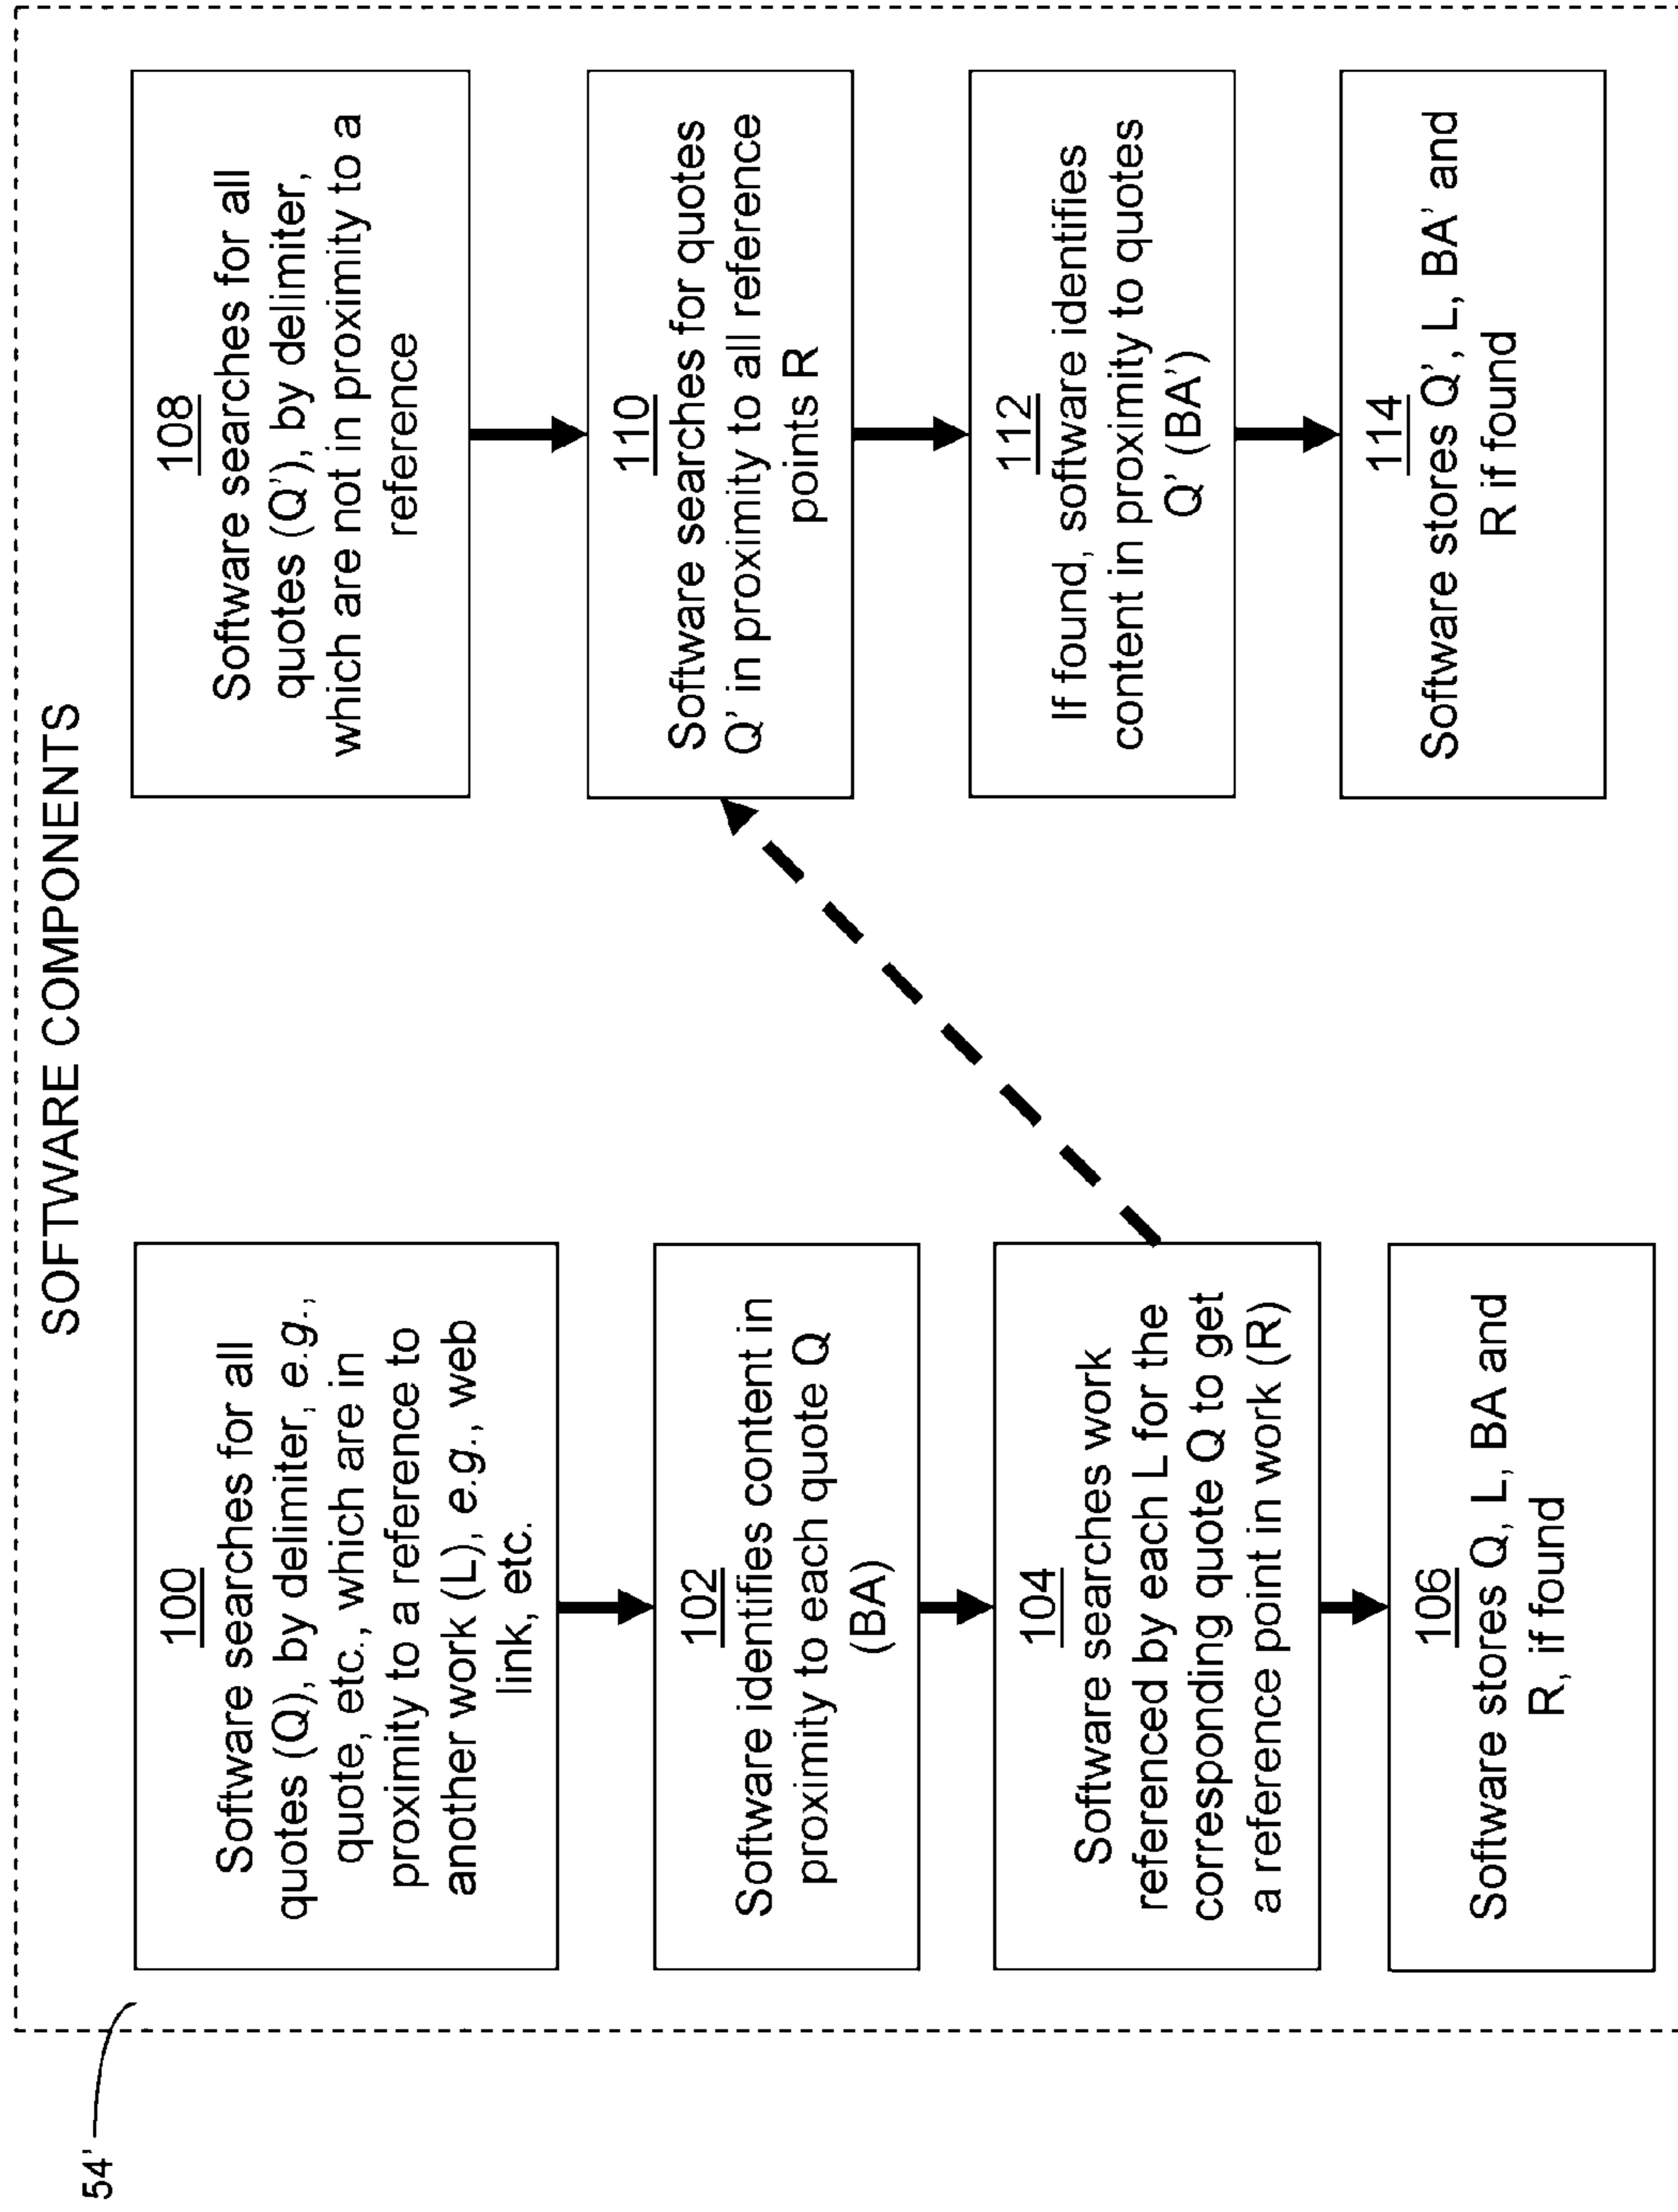 54'
SOFTWARE COMPONENTS
100
Software searches for all
quotes (Q), by delimiter, e.g.,
quote, etc., which are in
proximity to a reference to
another work (L), e.g., web
link, etc.
102
Software identifies content in
proximity to each quote Q
(BA)
104
Software searches work
referenced by each L for the
corresponding quote Q to get
a reference point in work (R)
106
Software stores Q, L, BA and
R, if found
108
Software searches for all
quotes (Q'), by delimiter,
which are not in proximity to a
reference
110
Software searches for quotes
Q' in proximity to all reference
points R
112
If found, software identifies
content in proximity to quotes
Q' (BA')
114
Software stores Q', L, BA' and
R if found